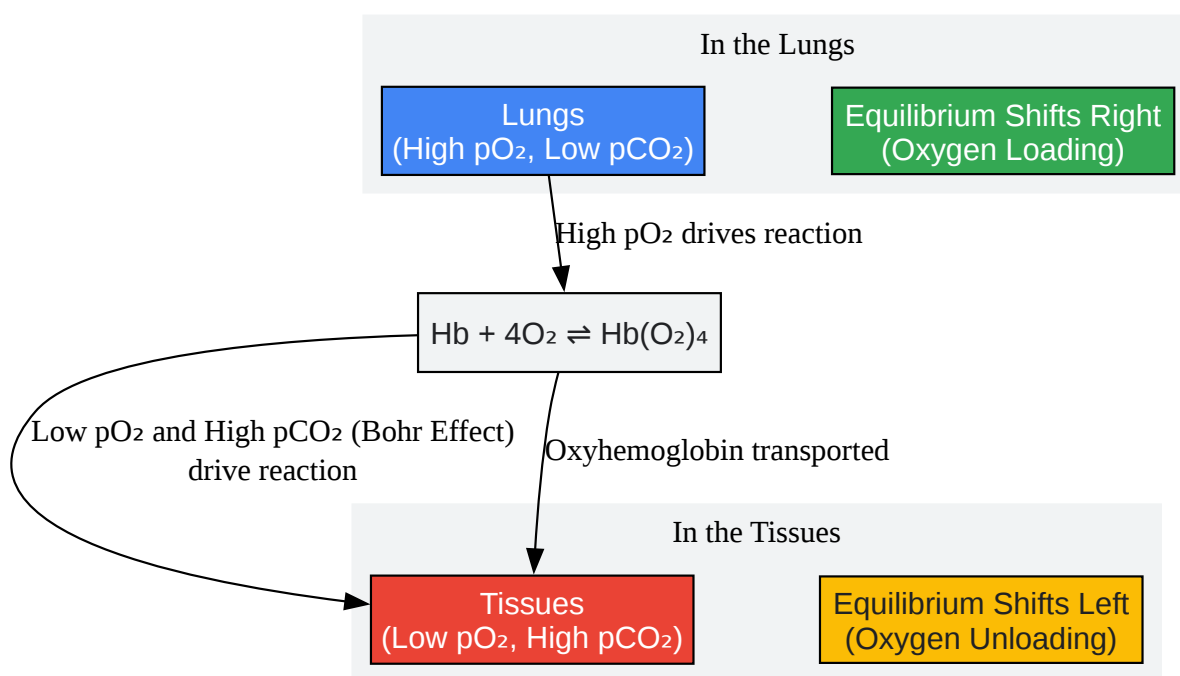 In the Lungs
Lungs
(High pO₂, Low pCO₂)
Equilibrium Shifts Right
(Oxygen Loading)
High pO₂ drives reaction
Hb + 4O₂ ⇌ Hb(O₂)₄
Low pO₂ and High pCO₂ (Bohr Effect)
drive reaction
Oxyhemoglobin transported
In the Tissues
Tissues
(Low pO₂, High pCO₂)
Equilibrium Shifts Left
(Oxygen Unloading)